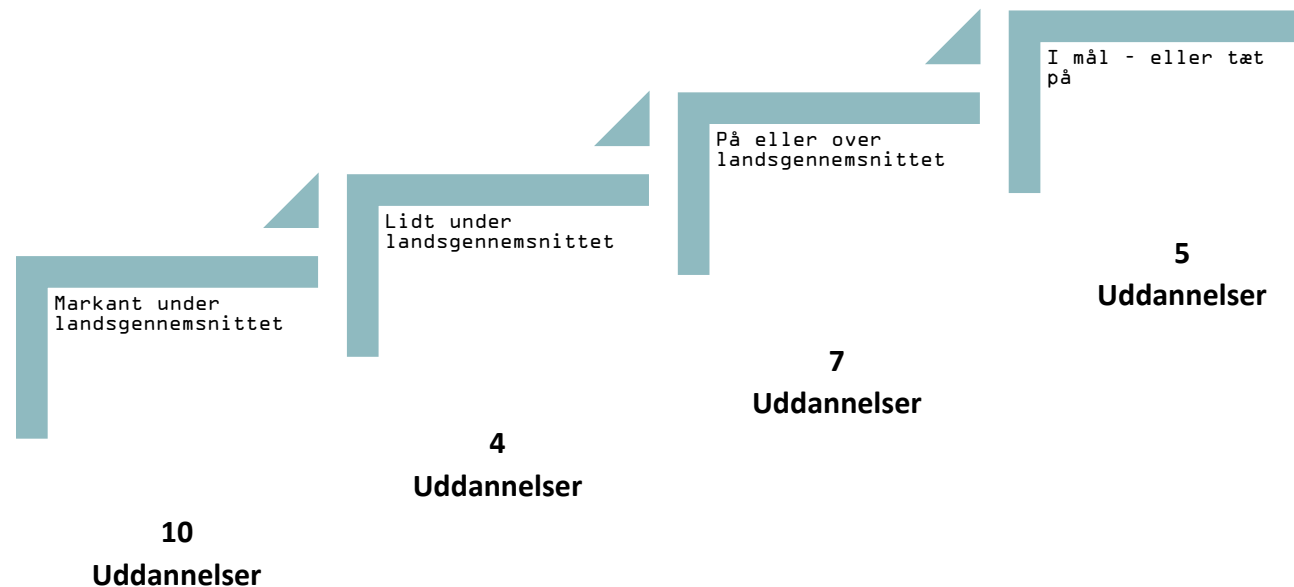 Markant under
landsgennemsnittet
10
Uddannelser
Lidt under
landsgennemsnittet
4
Uddannelser
På eller over
landsgennemsnittet
7
Uddannelser
I mål - eller tæt
på
5
Uddannelser